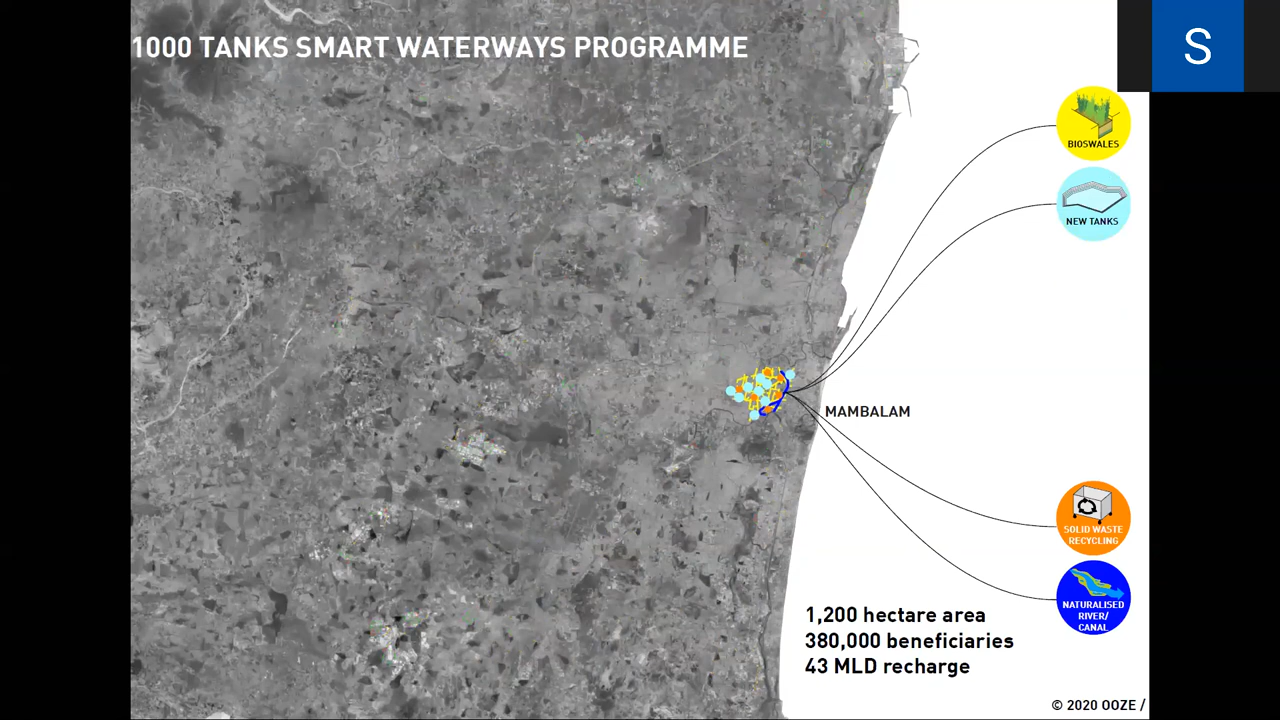 1000 TANKS SMART WATERWAYS PROGRAMME
S
BIOSWALES
NEW TANKS
MAMBALAM
SOLID WASTE
RECYCLING
NATURALISED
RIVER/
CANAL
1,200 hectare area
380,000 beneficiaries
43 MLD recharge
© 2020 OOZE /